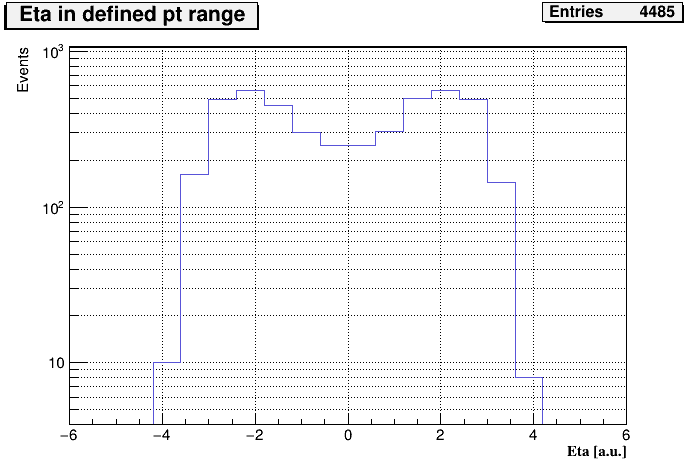 Eta in defined pt range
Entries 4485
Events
10³
10²
10
−6 −4 −2 0 2 4 6
Eta [a.u.]